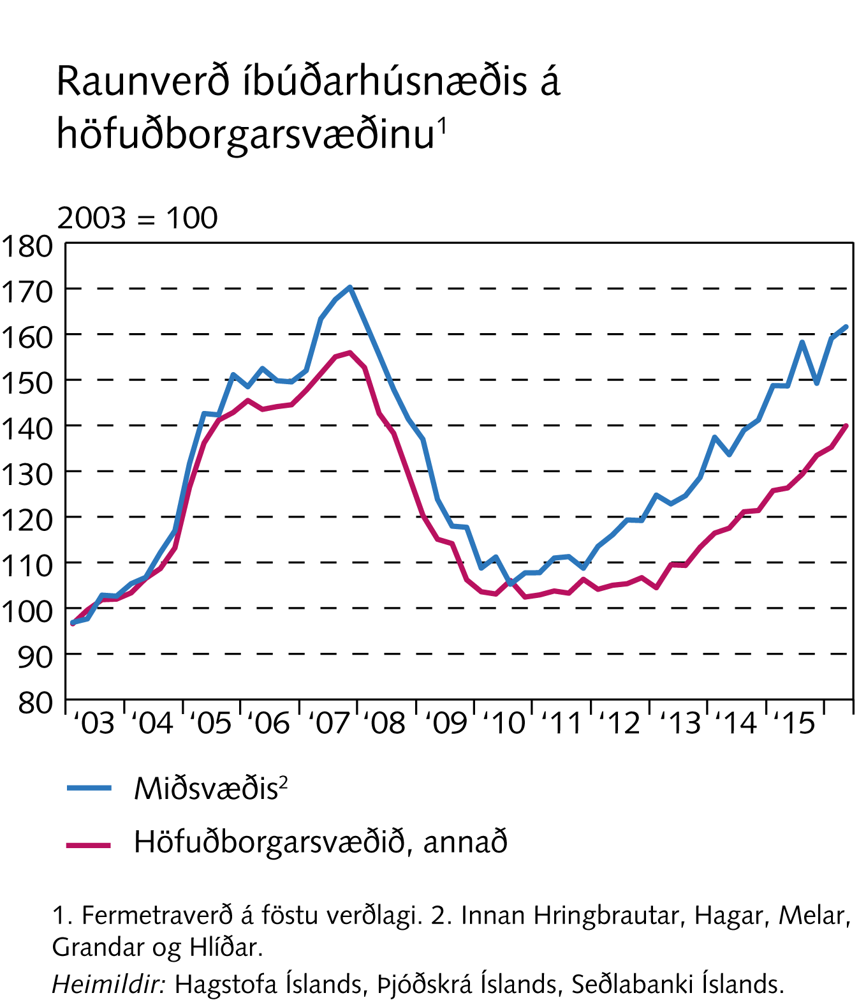 Raunverð íbúðarhúsnæðis á
höfuðborgarsvæðinu¹
2003 = 100
180
170
160
150
140
130
120
110
100
90
80
‘03 ‘04 ‘05 ‘06 ‘07 ‘08 ‘09 ‘10 ‘11 ‘12 ‘13 ‘14 ‘15
Miðsvæðis²
Höfuðborgarsvæðið, annað
1. Fermetraverð á föstu verðlagi. 2. Innan Hringbrautar, Hagar, Melar,
Grandar og Hlíðar.
Heimildir: Hagstofa Íslands, Þjóðskrá Íslands, Seðlabanki Íslands.